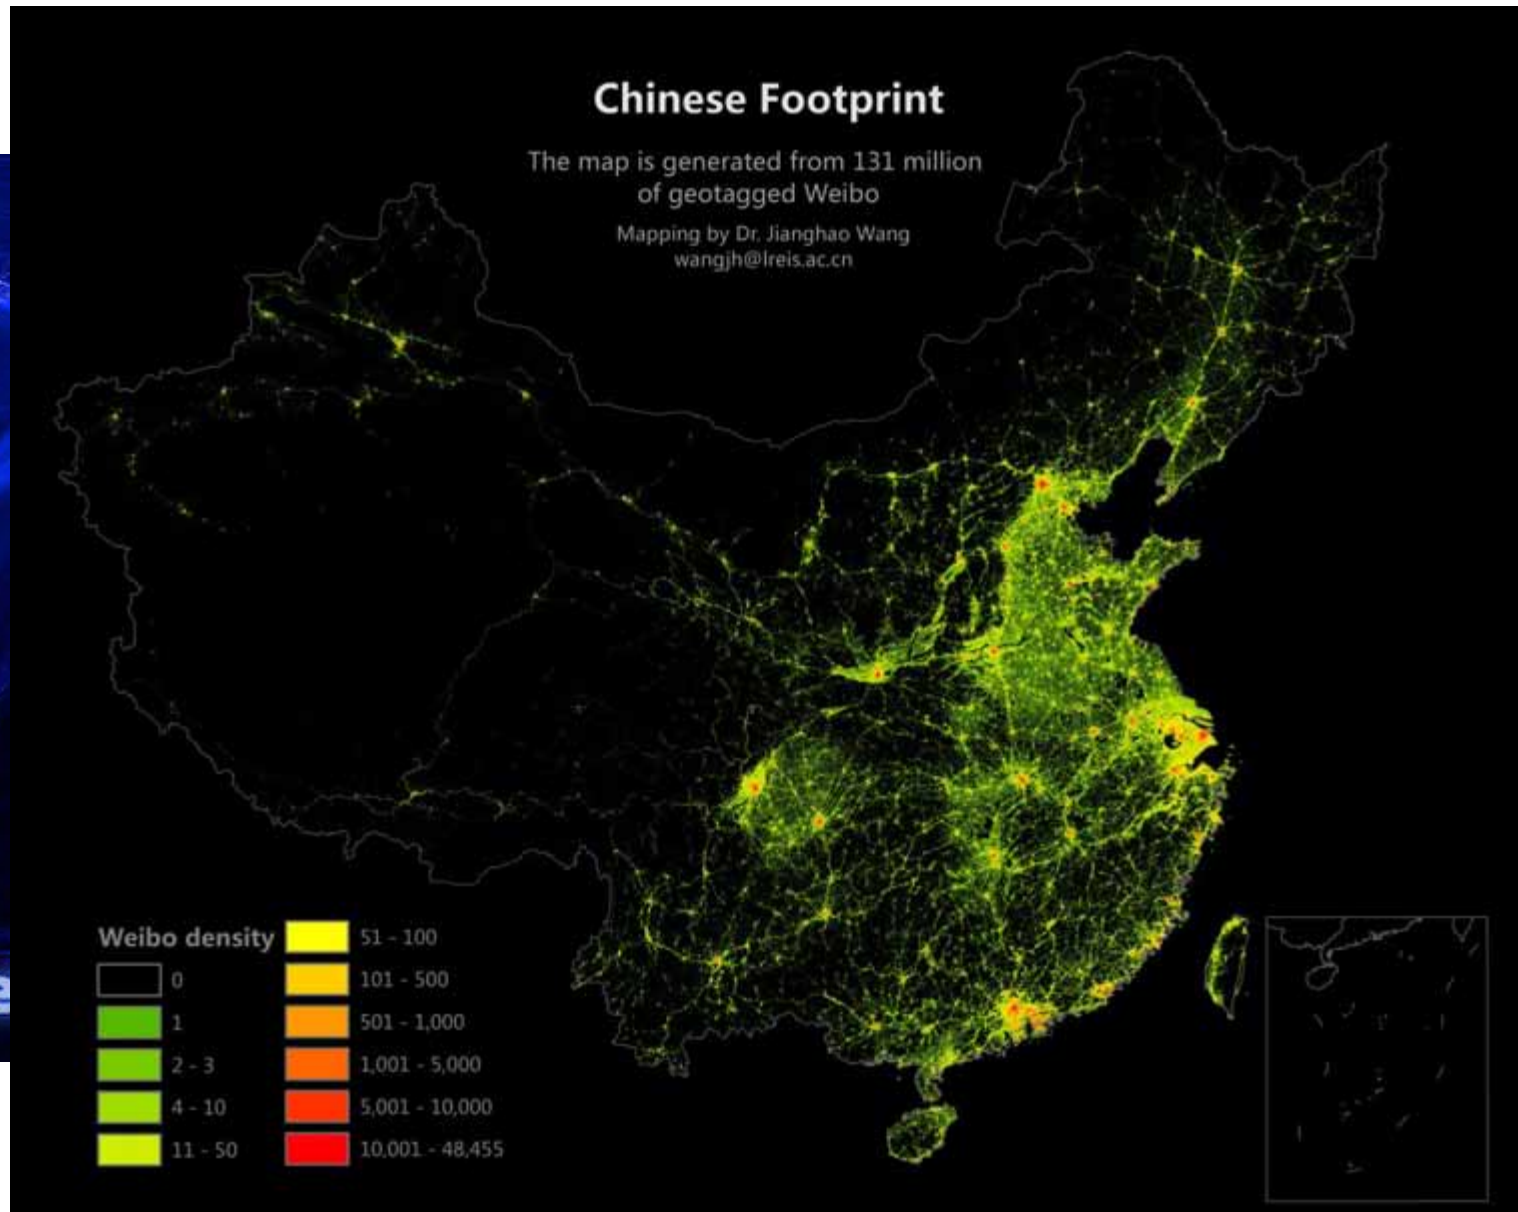 Chinese Footprint
The map is generated from 131 million
of geotagged Weibo
Mapping by Dr. Jianghao Wang
wangjh@lreis.ac.cn
Weibo density
0
1
2 - 3
4 - 10
11 - 50
51 - 100
101 - 500
501 - 1,000
1,001 - 5,000
5,001 - 10,000
10,001 - 48,455